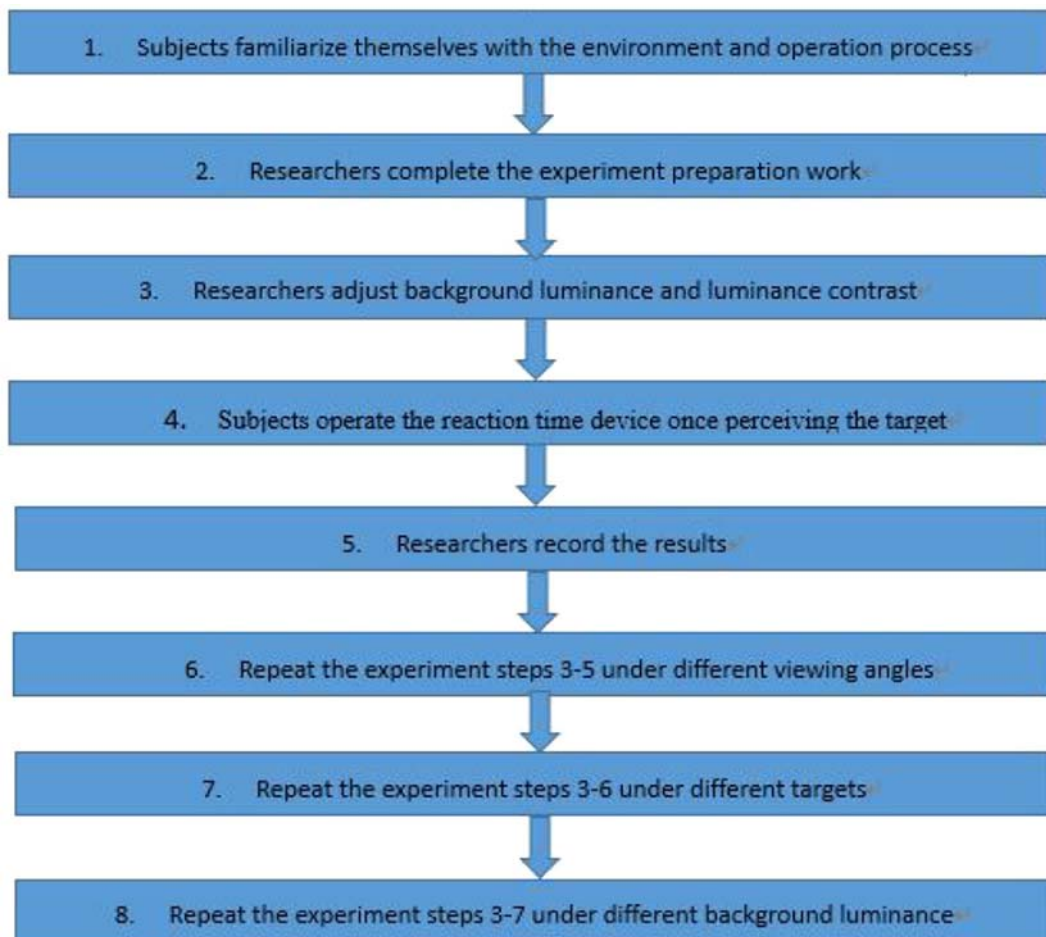 1. Subjects familiarize themselves with the environment and operation process
2. Researchers complete the experiment preparation work
3. Researchers adjust background luminance and luminance contrast
4. Subjects operate the reaction time device once perceiving the target
5. Researchers record the results
6. Repeat the experiment steps 3-5 under different viewing angles
7. Repeat the experiment steps 3-6 under different targets
8. Repeat the experiment steps 3-7 under different background luminance